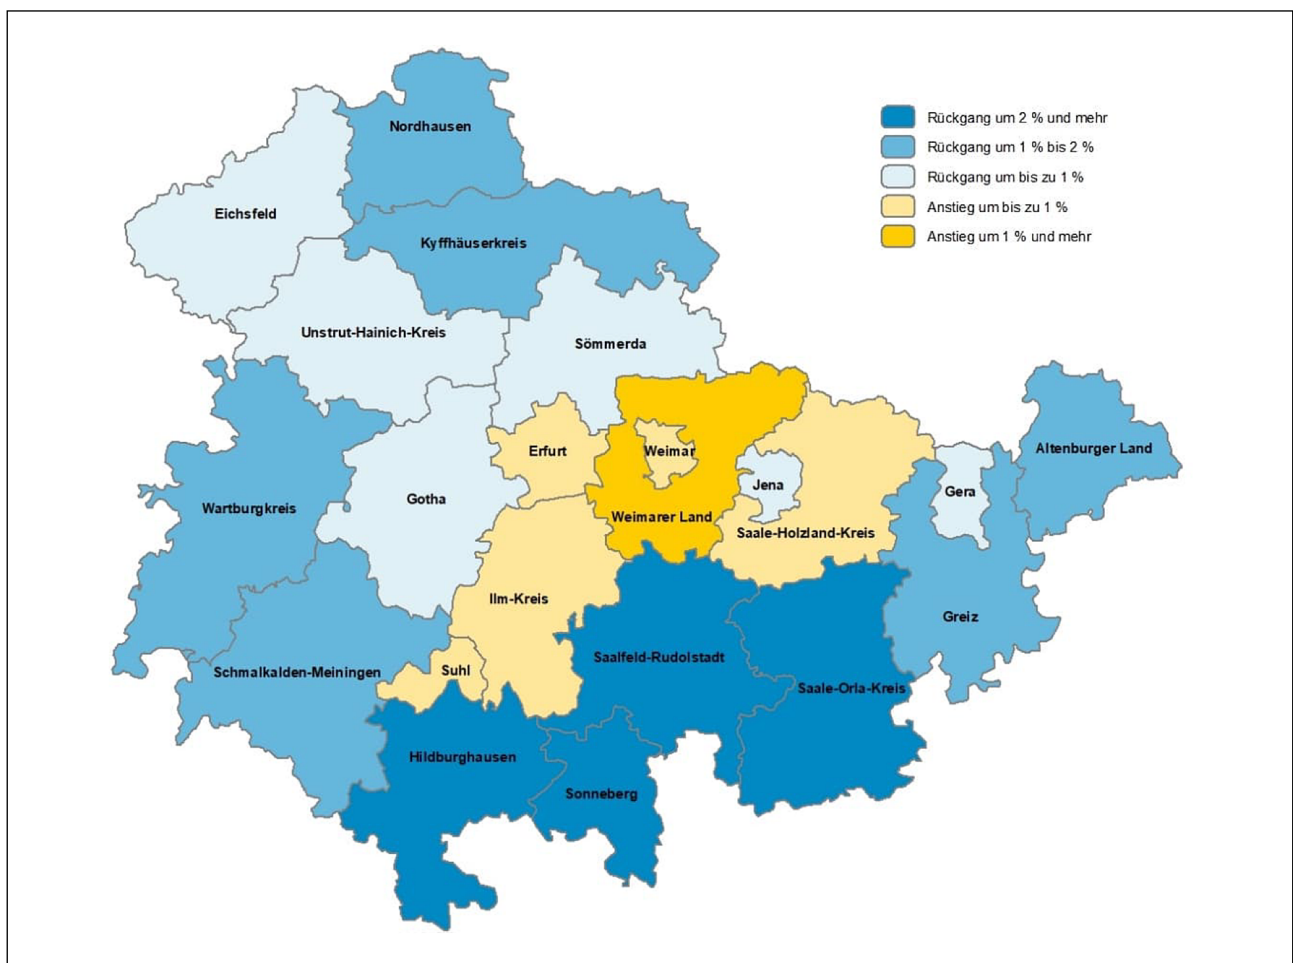 Nordhausen
Rückgang um 2 % und mehr
Rückgang um 1 % bis 2 %
Rückgang um bis zu 1 %
Anstieg um bis zu 1 %
Anstieg um 1 % und mehr
Eichsfeld
Kyffhäuserkreis
Unstrut-Hainich-Kreis
Sömmerda
Altenburger Land
Erfurt
Weimar
Jena
Gera
Gotha
Wartburgkreis
Weimarer Land
Saale-Holzland-Kreis
Ilm-Kreis
Greiz
Saalfeld-Rudolstadt
Suhl
Schmalkalden-Meiningen
Saale-Orla-Kreis
Hildburghausen
Sonneberg